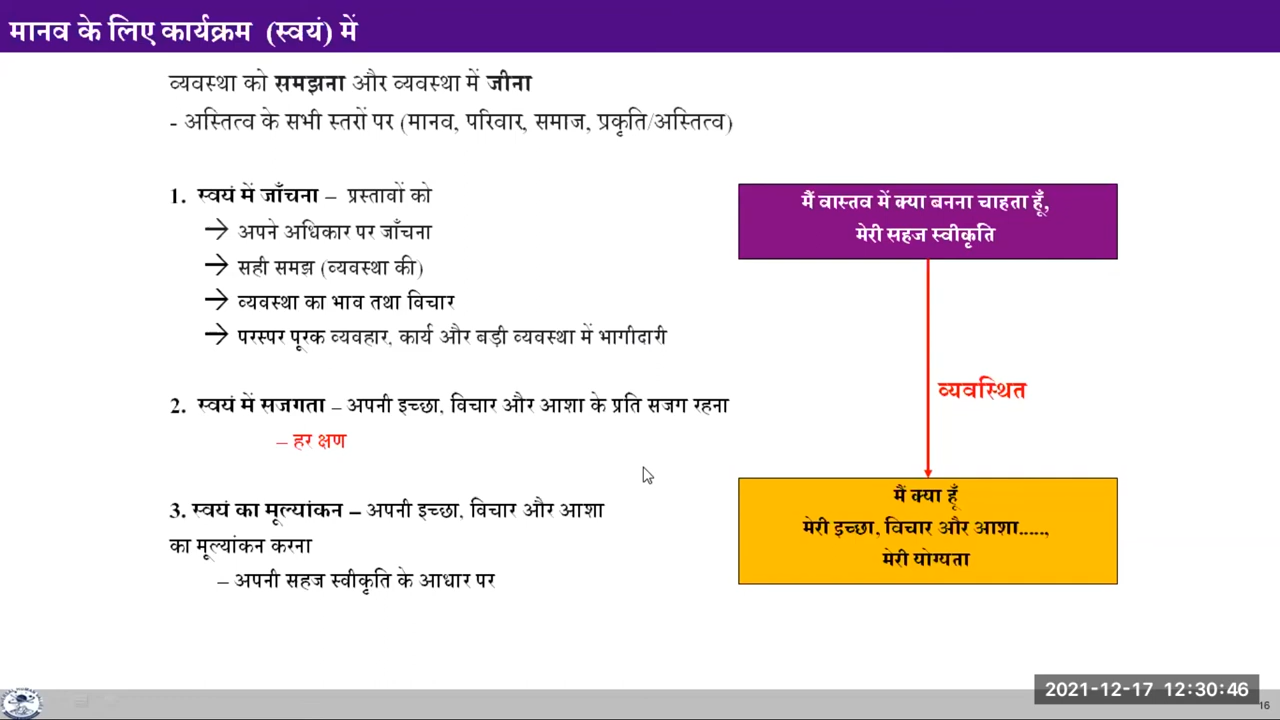 मानव के लिए कार्यक्रम (स्वयं) में
व्यवस्था को समझना और व्यवस्था में जीना
- अस्तित्व के सभी स्तरों पर (मानव, परिवार, समाज, प्रकृति/अस्तित्व)
1. स्वयं में जाँचना – प्रस्तावों को
→ अपने अधिकार पर जाँचना
→ सही समझ (व्यवस्था की)
→ व्यवस्था का भाव तथा विचार
→ परस्पर पूरक व्यवहार, कार्य और बड़ी व्यवस्था में भागीदारी
2. स्वयं में सजगता – अपनी इच्छा, विचार और आशा के प्रति सजग रहना
– हर क्षण
3. स्वयं का मूल्यांकन – अपनी इच्छा, विचार और आशा
का मूल्यांकन करना
– अपनी सहज स्वीकृति के आधार पर
मैं वास्तव में क्या बनना चाहता हूँ,
मेरी सहज स्वीकृति
व्यवस्थित
मैं क्या हूँ
मेरी इच्छा, विचार और आशा.....,
मेरी योग्यता
2021-12-17 12:30:46
16